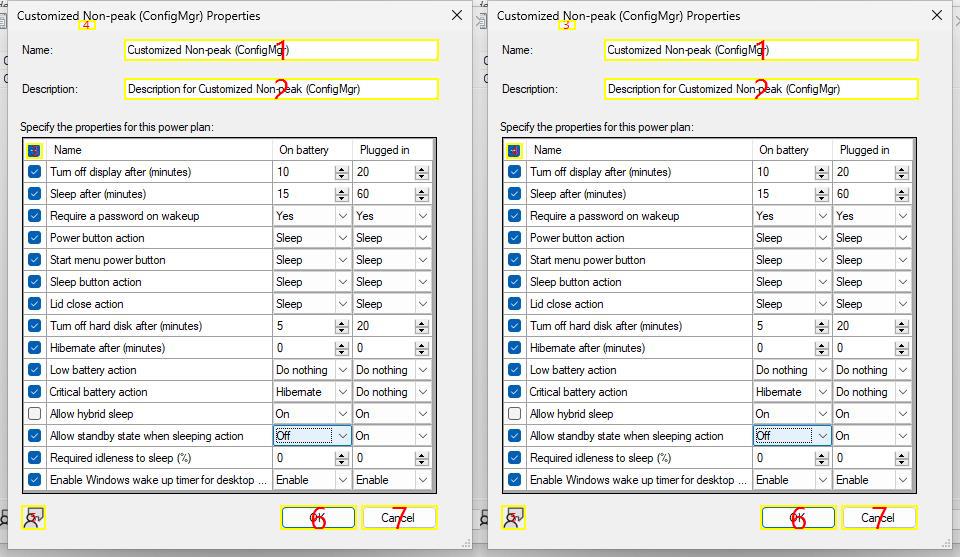 Customized Non-peak (ConfigMgr) Properties
4
Name:
Customized Non-peak (ConfigMgr)
1
Description:
Description for Customized Non-peak (ConfigMgr)
2
Specify the properties for this power plan:
Name On battery Plugged in
Turn off display after (minutes) 10 20
Sleep after (minutes) 15 60
Require a password on wakeup Yes Yes
Power button action Sleep Sleep
Start menu power button Sleep Sleep
Sleep button action Sleep Sleep
Lid close action Sleep Sleep
Turn off hard disk after (minutes) 5 20
Hibernate after (minutes) 0 0
Low battery action Do nothing Do nothing
Critical battery action Hibernate Do nothing
Allow hybrid sleep On On
Allow standby state when sleeping action Off On
Required idleness to sleep (%) 0 0
Enable Windows wake up timer for desktop ... Enable Enable
OK 6 Cancel 7
Customized Non-peak (ConfigMgr) Properties
3
Name:
Customized Non-peak (ConfigMgr)
1
Description:
Description for Customized Non-peak (ConfigMgr)
2
Specify the properties for this power plan:
Name On battery Plugged in
Turn off display after (minutes) 10 20
Sleep after (minutes) 15 60
Require a password on wakeup Yes Yes
Power button action Sleep Sleep
Start menu power button Sleep Sleep
Sleep button action Sleep Sleep
Lid close action Sleep Sleep
Turn off hard disk after (minutes) 5 20
Hibernate after (minutes) 0 0
Low battery action Do nothing Do nothing
Critical battery action Hibernate Do nothing
Allow hybrid sleep On On
Allow standby state when sleeping action Off On
Required idleness to sleep (%) 0 0
Enable Windows wake up timer for desktop ... Enable Enable
OK 6 Cancel 7